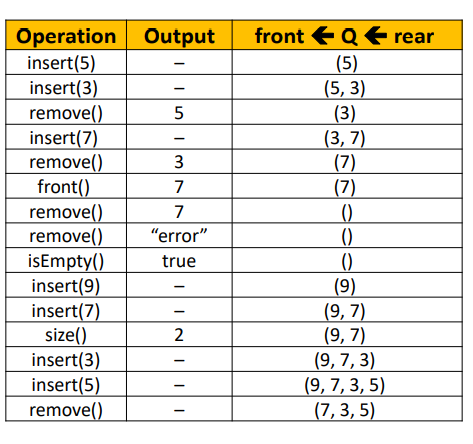 Operation Output front 🡰 Q 🡰 rear
insert(5) – (5)
insert(3) – (5, 3)
remove() 5 (3)
insert(7) – (3, 7)
remove() 3 (7)
front() 7 (7)
remove() 7 ()
remove() “error” ()
isEmpty() true ()
insert(9) – (9)
insert(7) – (9, 7)
size() 2 (9, 7)
insert(3) – (9, 7, 3)
insert(5) – (9, 7, 3, 5)
remove() – (7, 3, 5)